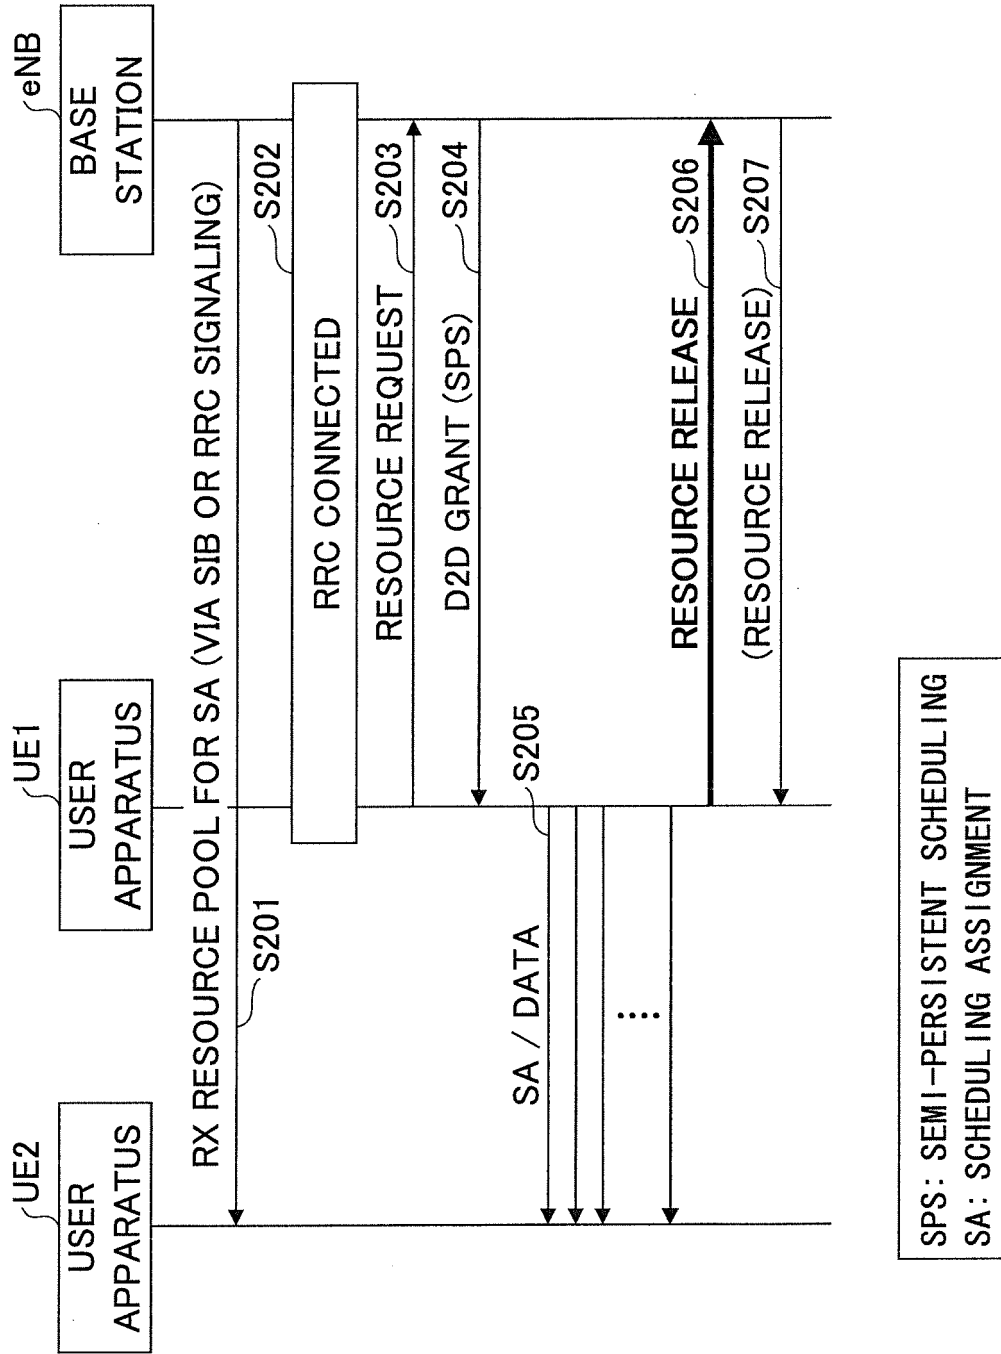 UE2
USER
APPARATUS
UE1
USER
APPARATUS
eNB
BASE
STATION
RX RESOURCE POOL FOR SA (VIA SIB OR RRC SIGNALING)
S201
S202
RRC CONNECTED
RESOURCE REQUEST
S203
D2D GRANT (SPS)
S204
SA / DATA
S205
RESOURCE RELEASE
S206
(RESOURCE RELEASE)
S207
SPS: SEMI-PERSISTENT SCHEDULING
SA: SCHEDULING ASSIGNMENT